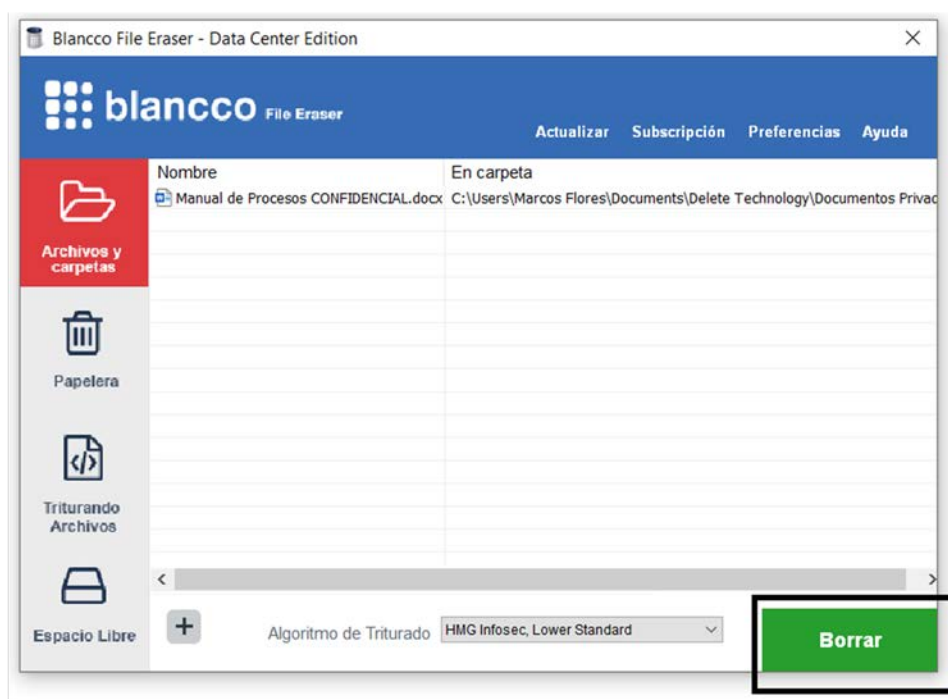 Blancco File Eraser - Data Center Edition
blancco File Eraser
Actualizar Subscripción Preferencias Ayuda
Nombre En carpeta
Manual de Procesos CONFIDENCIAL.docx C:\Users\Marcos Flores\Documents\Delete Technology\Documentos Privac
Archivos y
carpetas
Papelera
Triturando
Archivos
Espacio Libre
Algoritmo de Triturado HMG Infosec, Lower Standard
Borrar